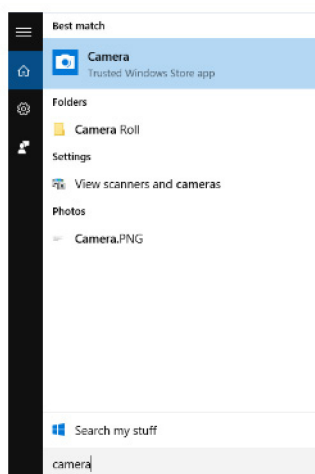 Best match
Camera
Trusted Windows Store app
Folders
Camera Roll
Settings
View scanners and cameras
Photos
Camera.PNG
Search my stuff
camera